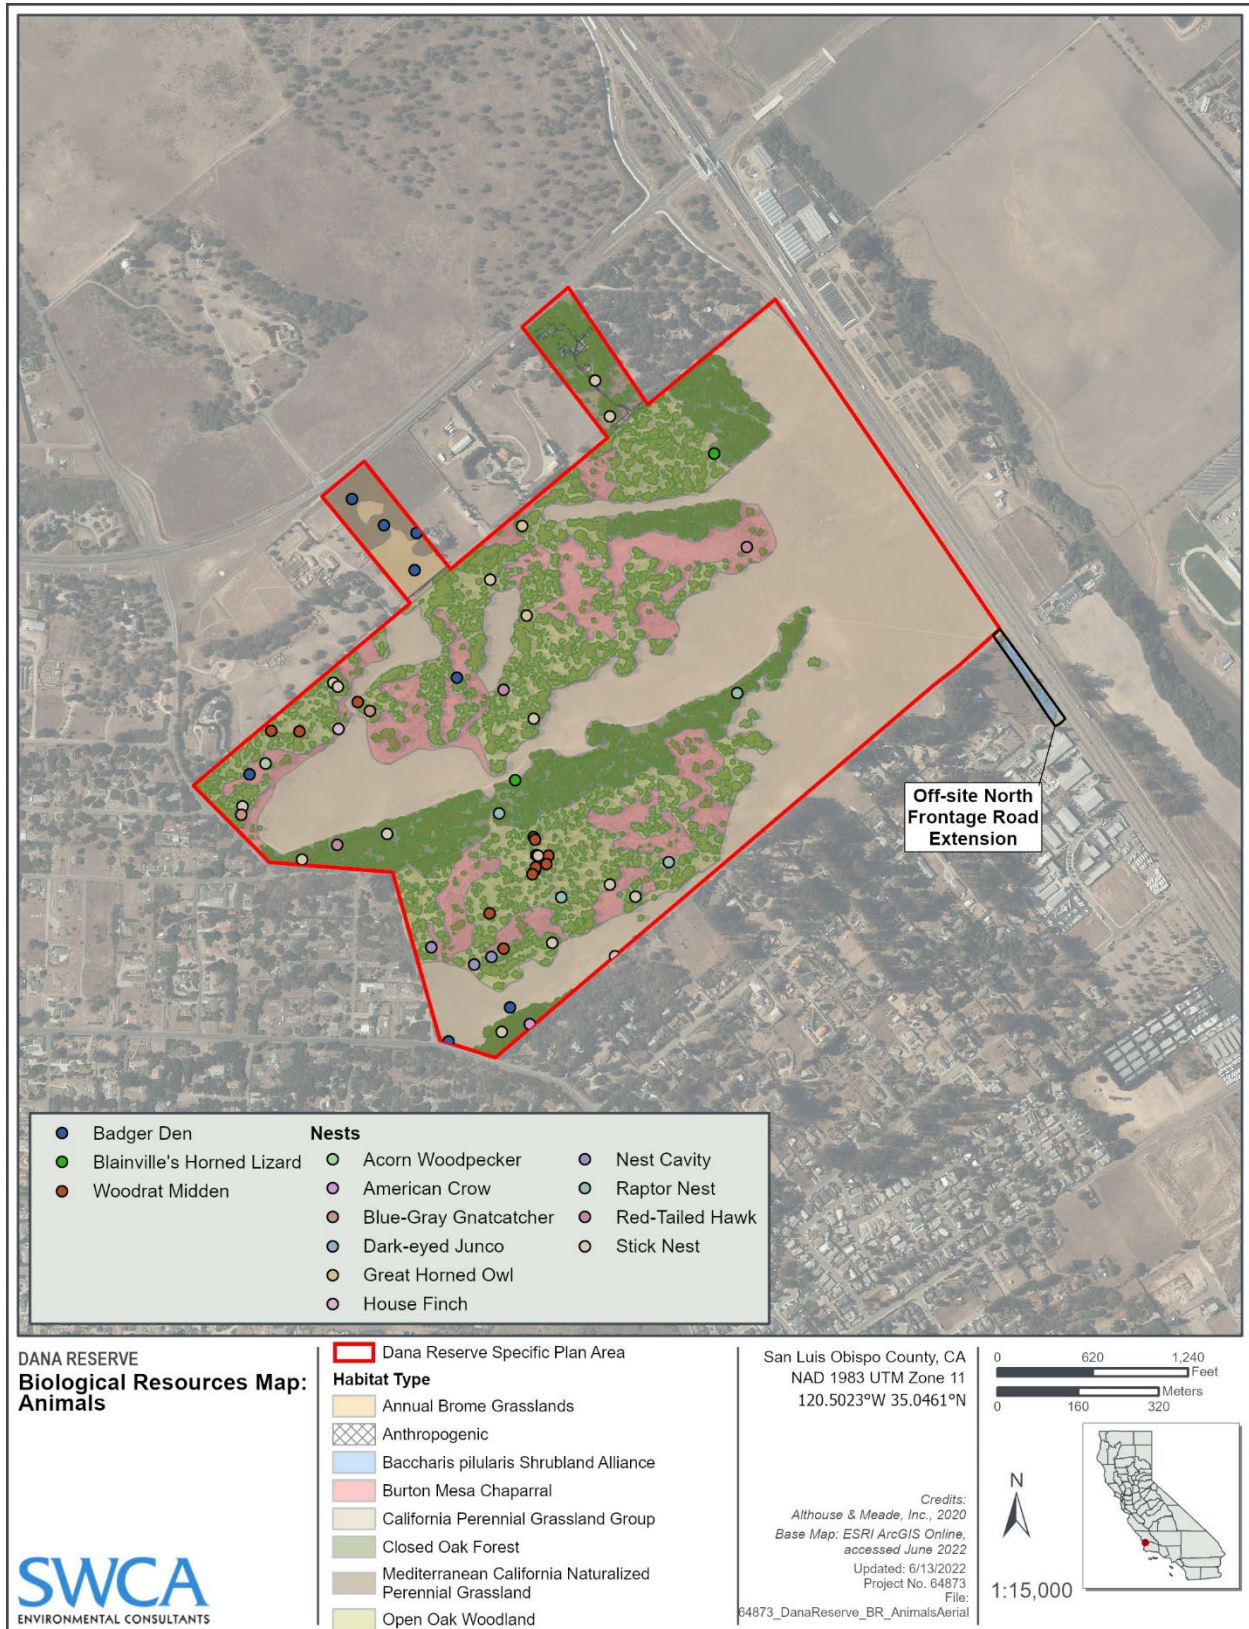 Off-site North
Frontage Road
Extension
Badger Den
Blainville's Horned Lizard
Woodrat Midden
Nests
Acorn Woodpecker
American Crow
Blue-Gray Gnatcatcher
Dark-eyed Junco
Great Horned Owl
House Finch
Nest Cavity
Raptor Nest
Red-Tailed Hawk
Stick Nest
DANA RESERVE
Biological Resources Map:
Animals
SWCA
ENVIRONMENTAL CONSULTANTS
Dana Reserve Specific Plan Area
Habitat Type
Annual Brome Grasslands
Anthropogenic
Baccharis pilularis Shrubland Alliance
Burton Mesa Chaparral
California Perennial Grassland Group
Closed Oak Forest
Mediterranean California Naturalized
Perennial Grassland
Open Oak Woodland
San Luis Obispo County, CA
NAD 1983 UTM Zone 11
120.5023°W 35.0461°N
Credits:
Althouse & Meade, Inc., 2020
Base Map: ESRI ArcGIS Online,
accessed June 2022
Updated: 6/13/2022
Project No. 64873
File:
64873_DanaReserve_BR_AnimalsAerial
0 620 1,240
Feet
Meters
0 160 320
N
1:15,000